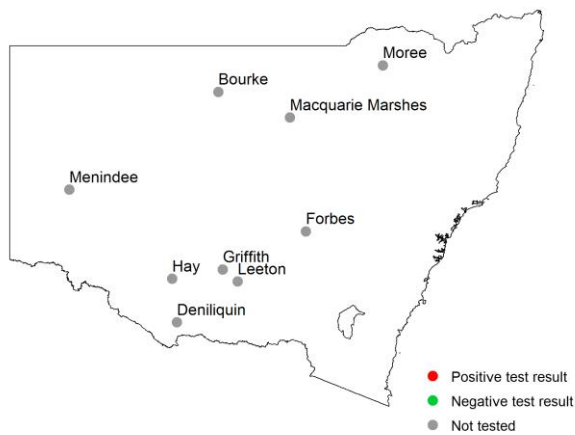 Moree
Bourke
Macquarie Marshes
Menindee
Forbes
Griffith
Hay
Leeton
Deniliquin
Positive test result
Negative test result
Not tested